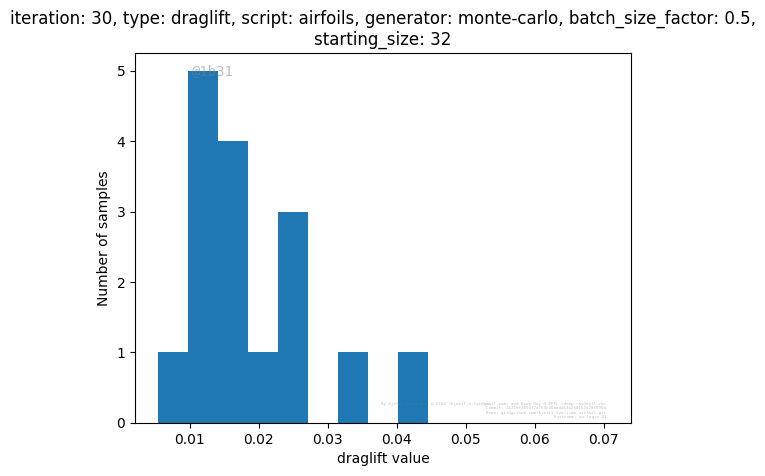 iteration: 30, type: draglift, script: airfoils, generator: monte-carlo, batch_size_factor: 0.5,
starting_size: 32
@1b31
5
4
3
2
1
0
Number of samples
0.01 0.02 0.03 0.04 0.05 0.06 0.07
draglift value